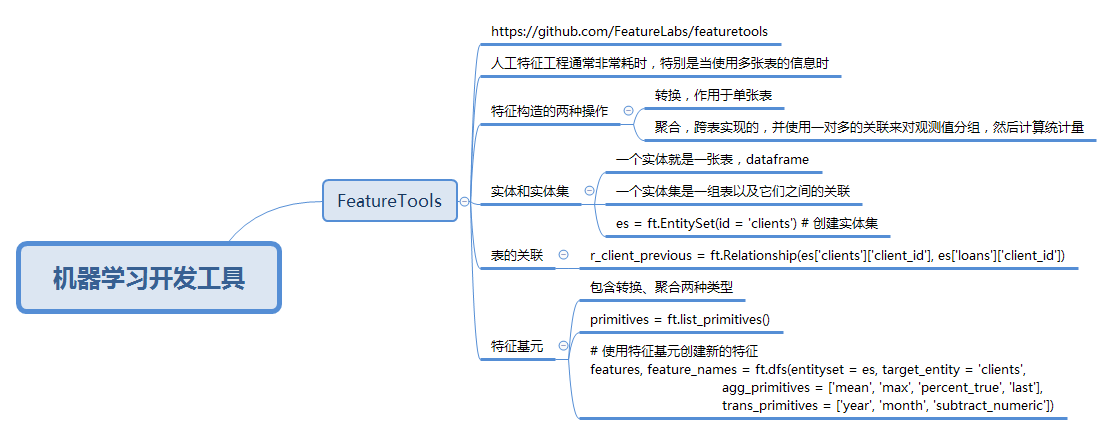 机器学习开发工具
FeatureTools
https://github.com/FeatureLabs/featuretools
人工特征工程通常非常耗时，特别是当使用多张表的信息时
特征构造的两种操作
转换，作用于单张表
聚合，跨表实现的，并使用一对多的关联来对观测值分组，然后计算统计量
实体和实体集
一个实体就是一张表，dataframe
一个实体集是一组表以及它们之间的关联
es = ft.EntitySet(id = 'clients') # 创建实体集
表的关联
r_client_previous = ft.Relationship(es['clients']['client_id'], es['loans']['client_id'])
特征基元
包含转换、聚合两种类型
primitives = ft.list_primitives()
# 使用特征基元创建新的特征
features, feature_names = ft.dfs(entityset = es, target_entity = 'clients',
agg_primitives = ['mean', 'max', 'percent_true', 'last'],
trans_primitives = ['year', 'month', 'subtract_numeric'])